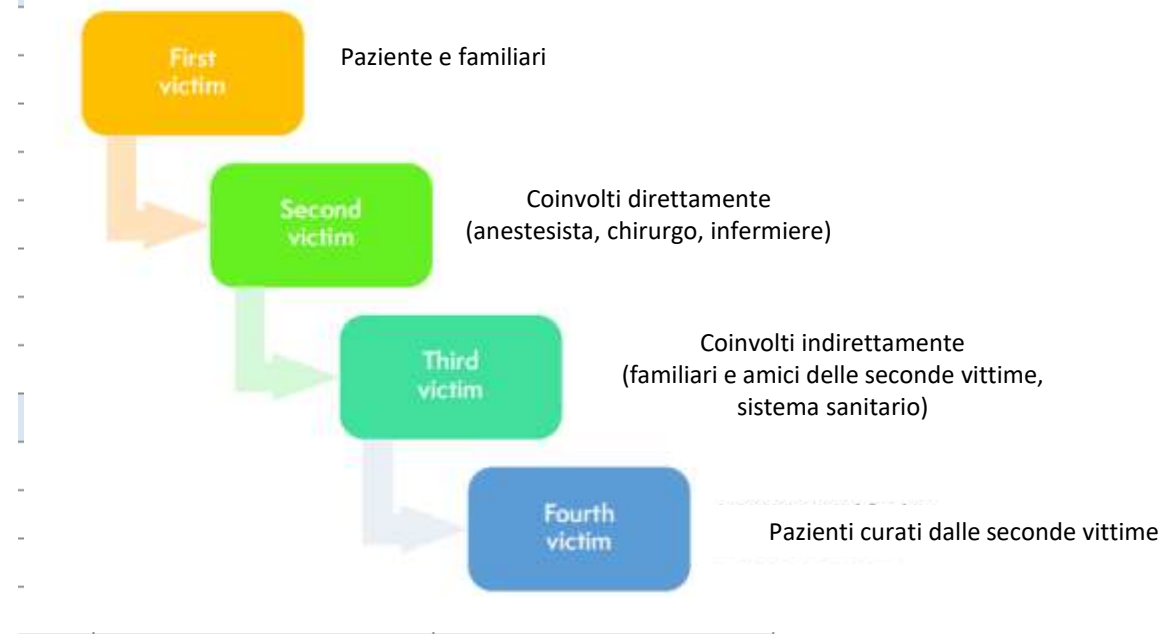 First
victim
Paziente e familiari
Second
victim
Coinvolti direttamente
(anestesista, chirurgo, infermiere)
Third
victim
Coinvolti indirettamente
(familiari e amici delle seconde vittime,
sistema sanitario)
Fourth
victim
Pazienti curati dalle seconde vittime